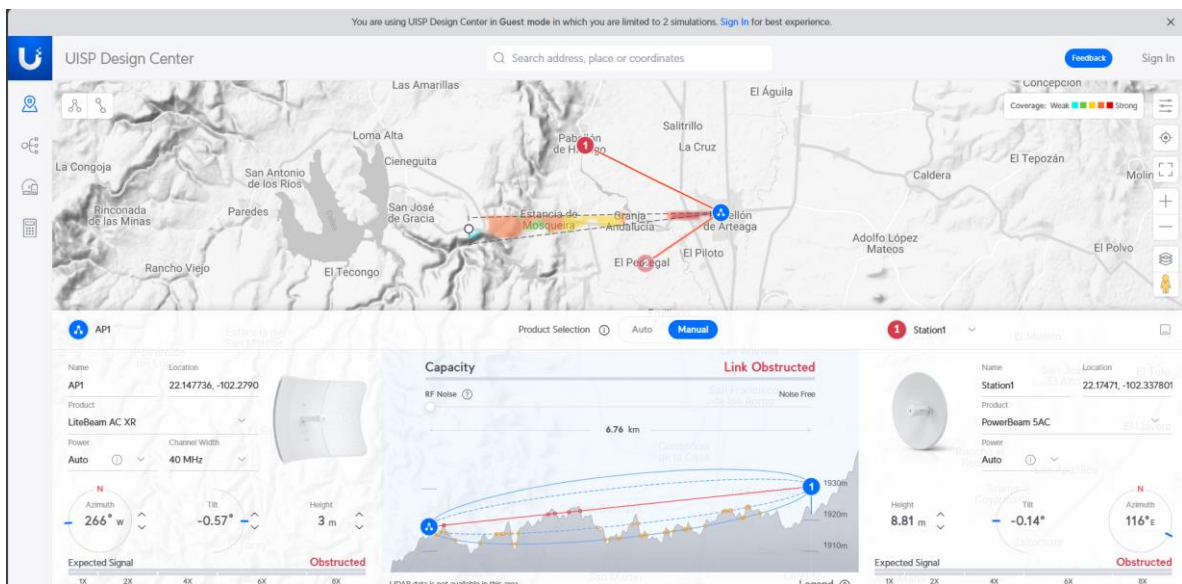 You are using UISP Design Center in Guest mode in which you are limited to 2 simulations. Sign In for best experience.
UISP Design Center
Search address, place or coordinates
Feedback
Sign In
Las Amarillas
El Águila
Concepción
Coverage: Weak Strong
Loma Alta
Salitrillo
La Cruz
La Congoja
San Antonio de los Ríos
Cieneguita
1
El Tepozán
Caldera
Rinconada de las Minas
Paredes
San José de Gracia
Estancia de Mosqueira
Granja Andalucía
de Arteaga
Adolfo López Mateos
El Polvo
Rancho Viejo
El Tecongo
El Piloto
AP1
Product Selection
Auto
Manual
1 Station1
Name
Location
AP1
22.147736, -102.2790
Product
LiteBeam AC XR
Power
Channel Width
Auto
40 MHz
N
Azimuth
266° W
Tilt
-0.57°
Height
3 m
Expected Signal
Obstructed
1X 2X 4X 6X 8X
Capacity
Link Obstructed
RF Noise
Noise Free
6.76 km
1
1930m
1920m
1910m
LIDAR data is not available in this area
Legend
Name
Location
Station1
22.17471, -102.337801
Product
PowerBeam 5AC
Power
Auto
Height
8.81 m
Tilt
-0.14°
N
Azimuth
116° E
Expected Signal
Obstructed
1X 2X 4X 6X 8X